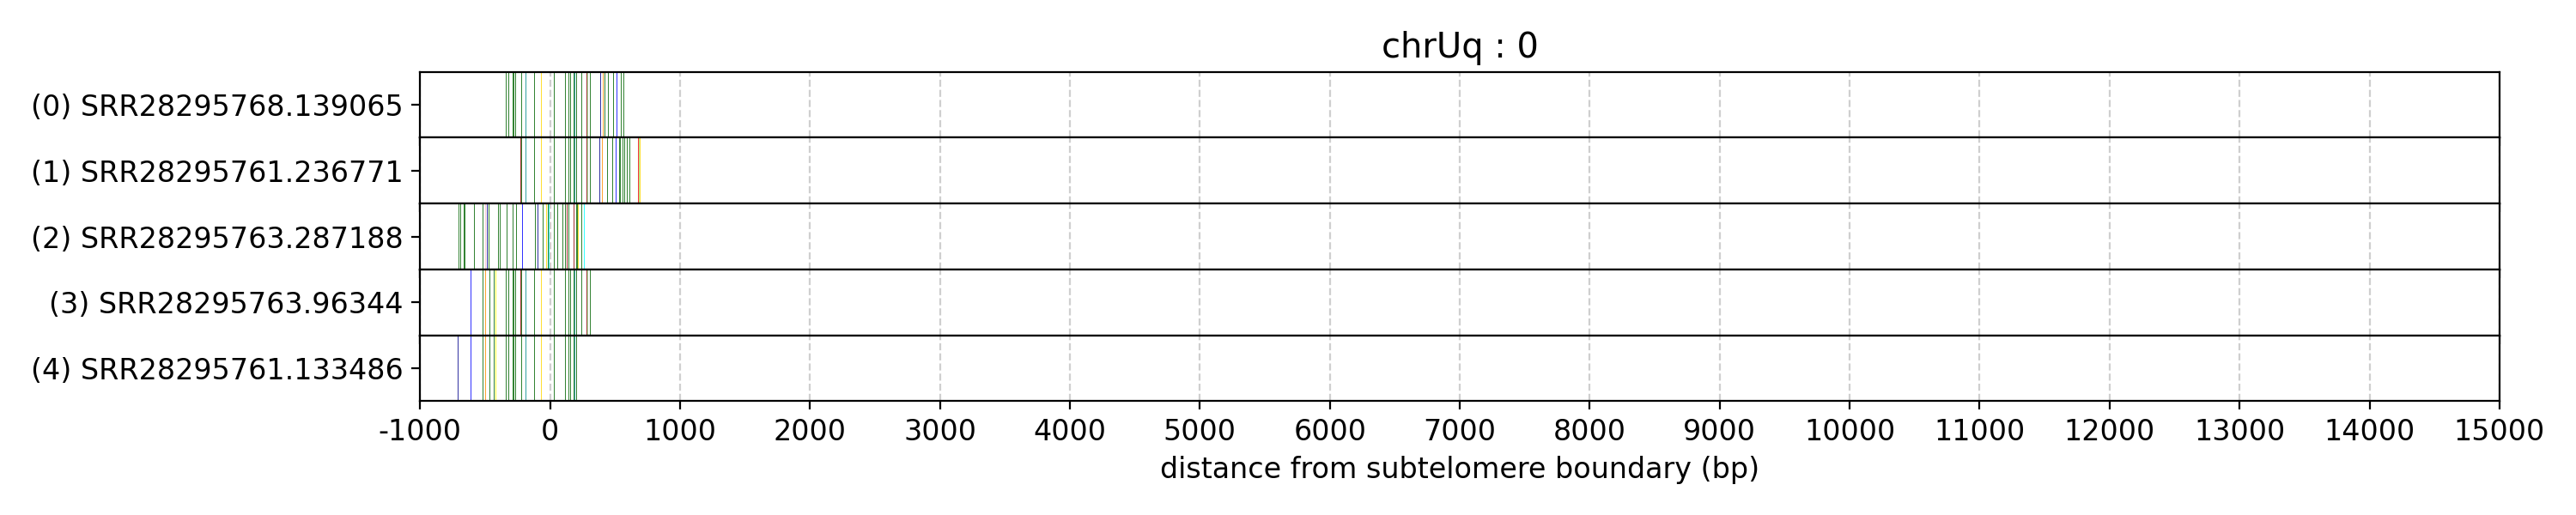 chrUq : 0
(0) SRR28295768.139065
(1) SRR28295761.236771
(2) SRR28295763.287188
(3) SRR28295763.96344
(4) SRR28295761.133486
-1000 0 1000 2000 3000 4000 5000 6000 7000 8000 9000 10000 11000 12000 13000 14000 15000
distance from subtelomere boundary (bp)